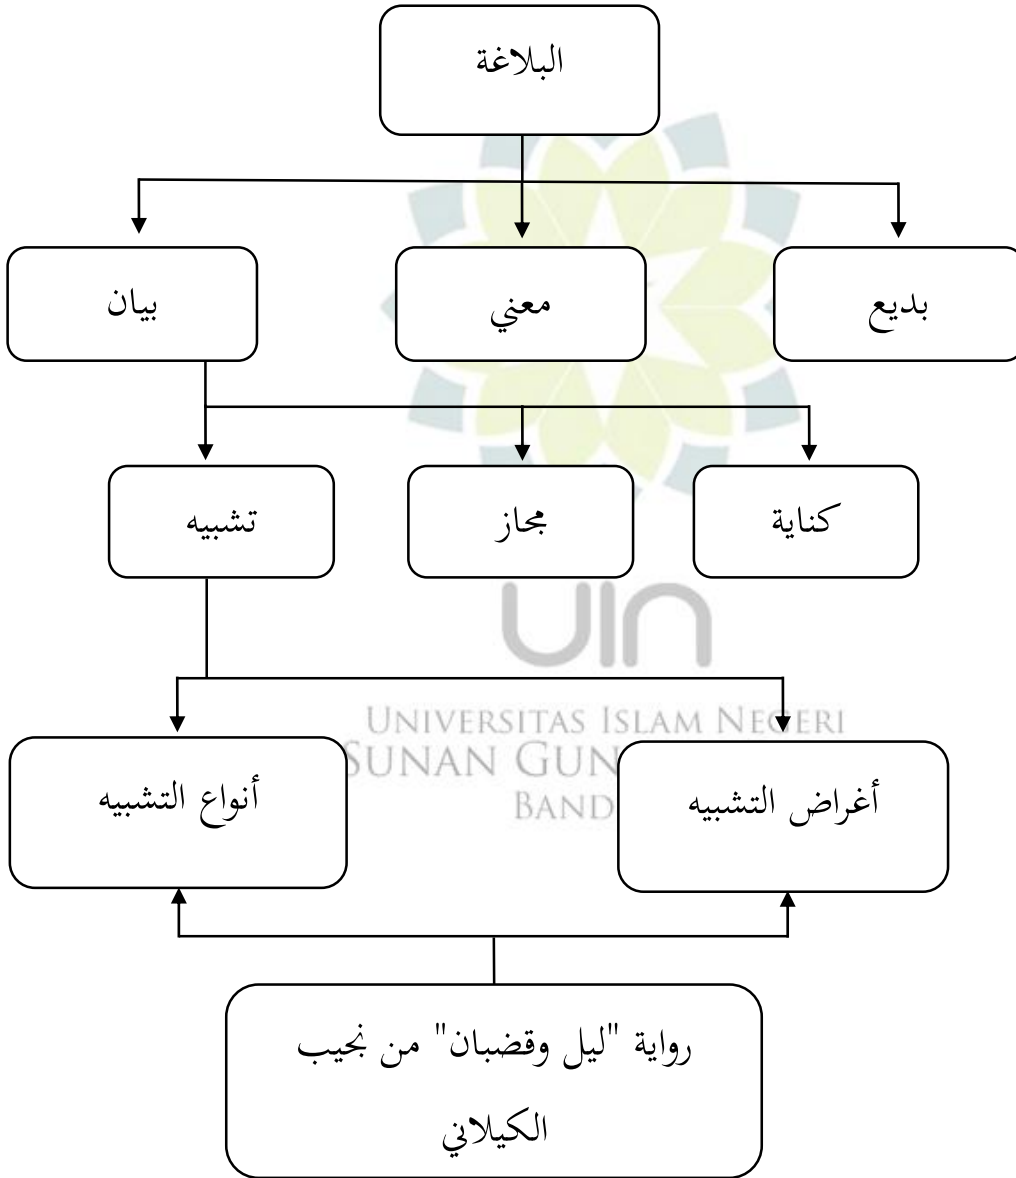 البلاغة
بديع
معني
بيان
كناية
مجاز
تشبيه
uin
UNIVERSITAS ISLAM NEGERI
SUNAN GUN
BAND
أغراض التشبيه
أنواع التشبيه
رواية "ليل وقضبان" من نجيب
الكيلاني